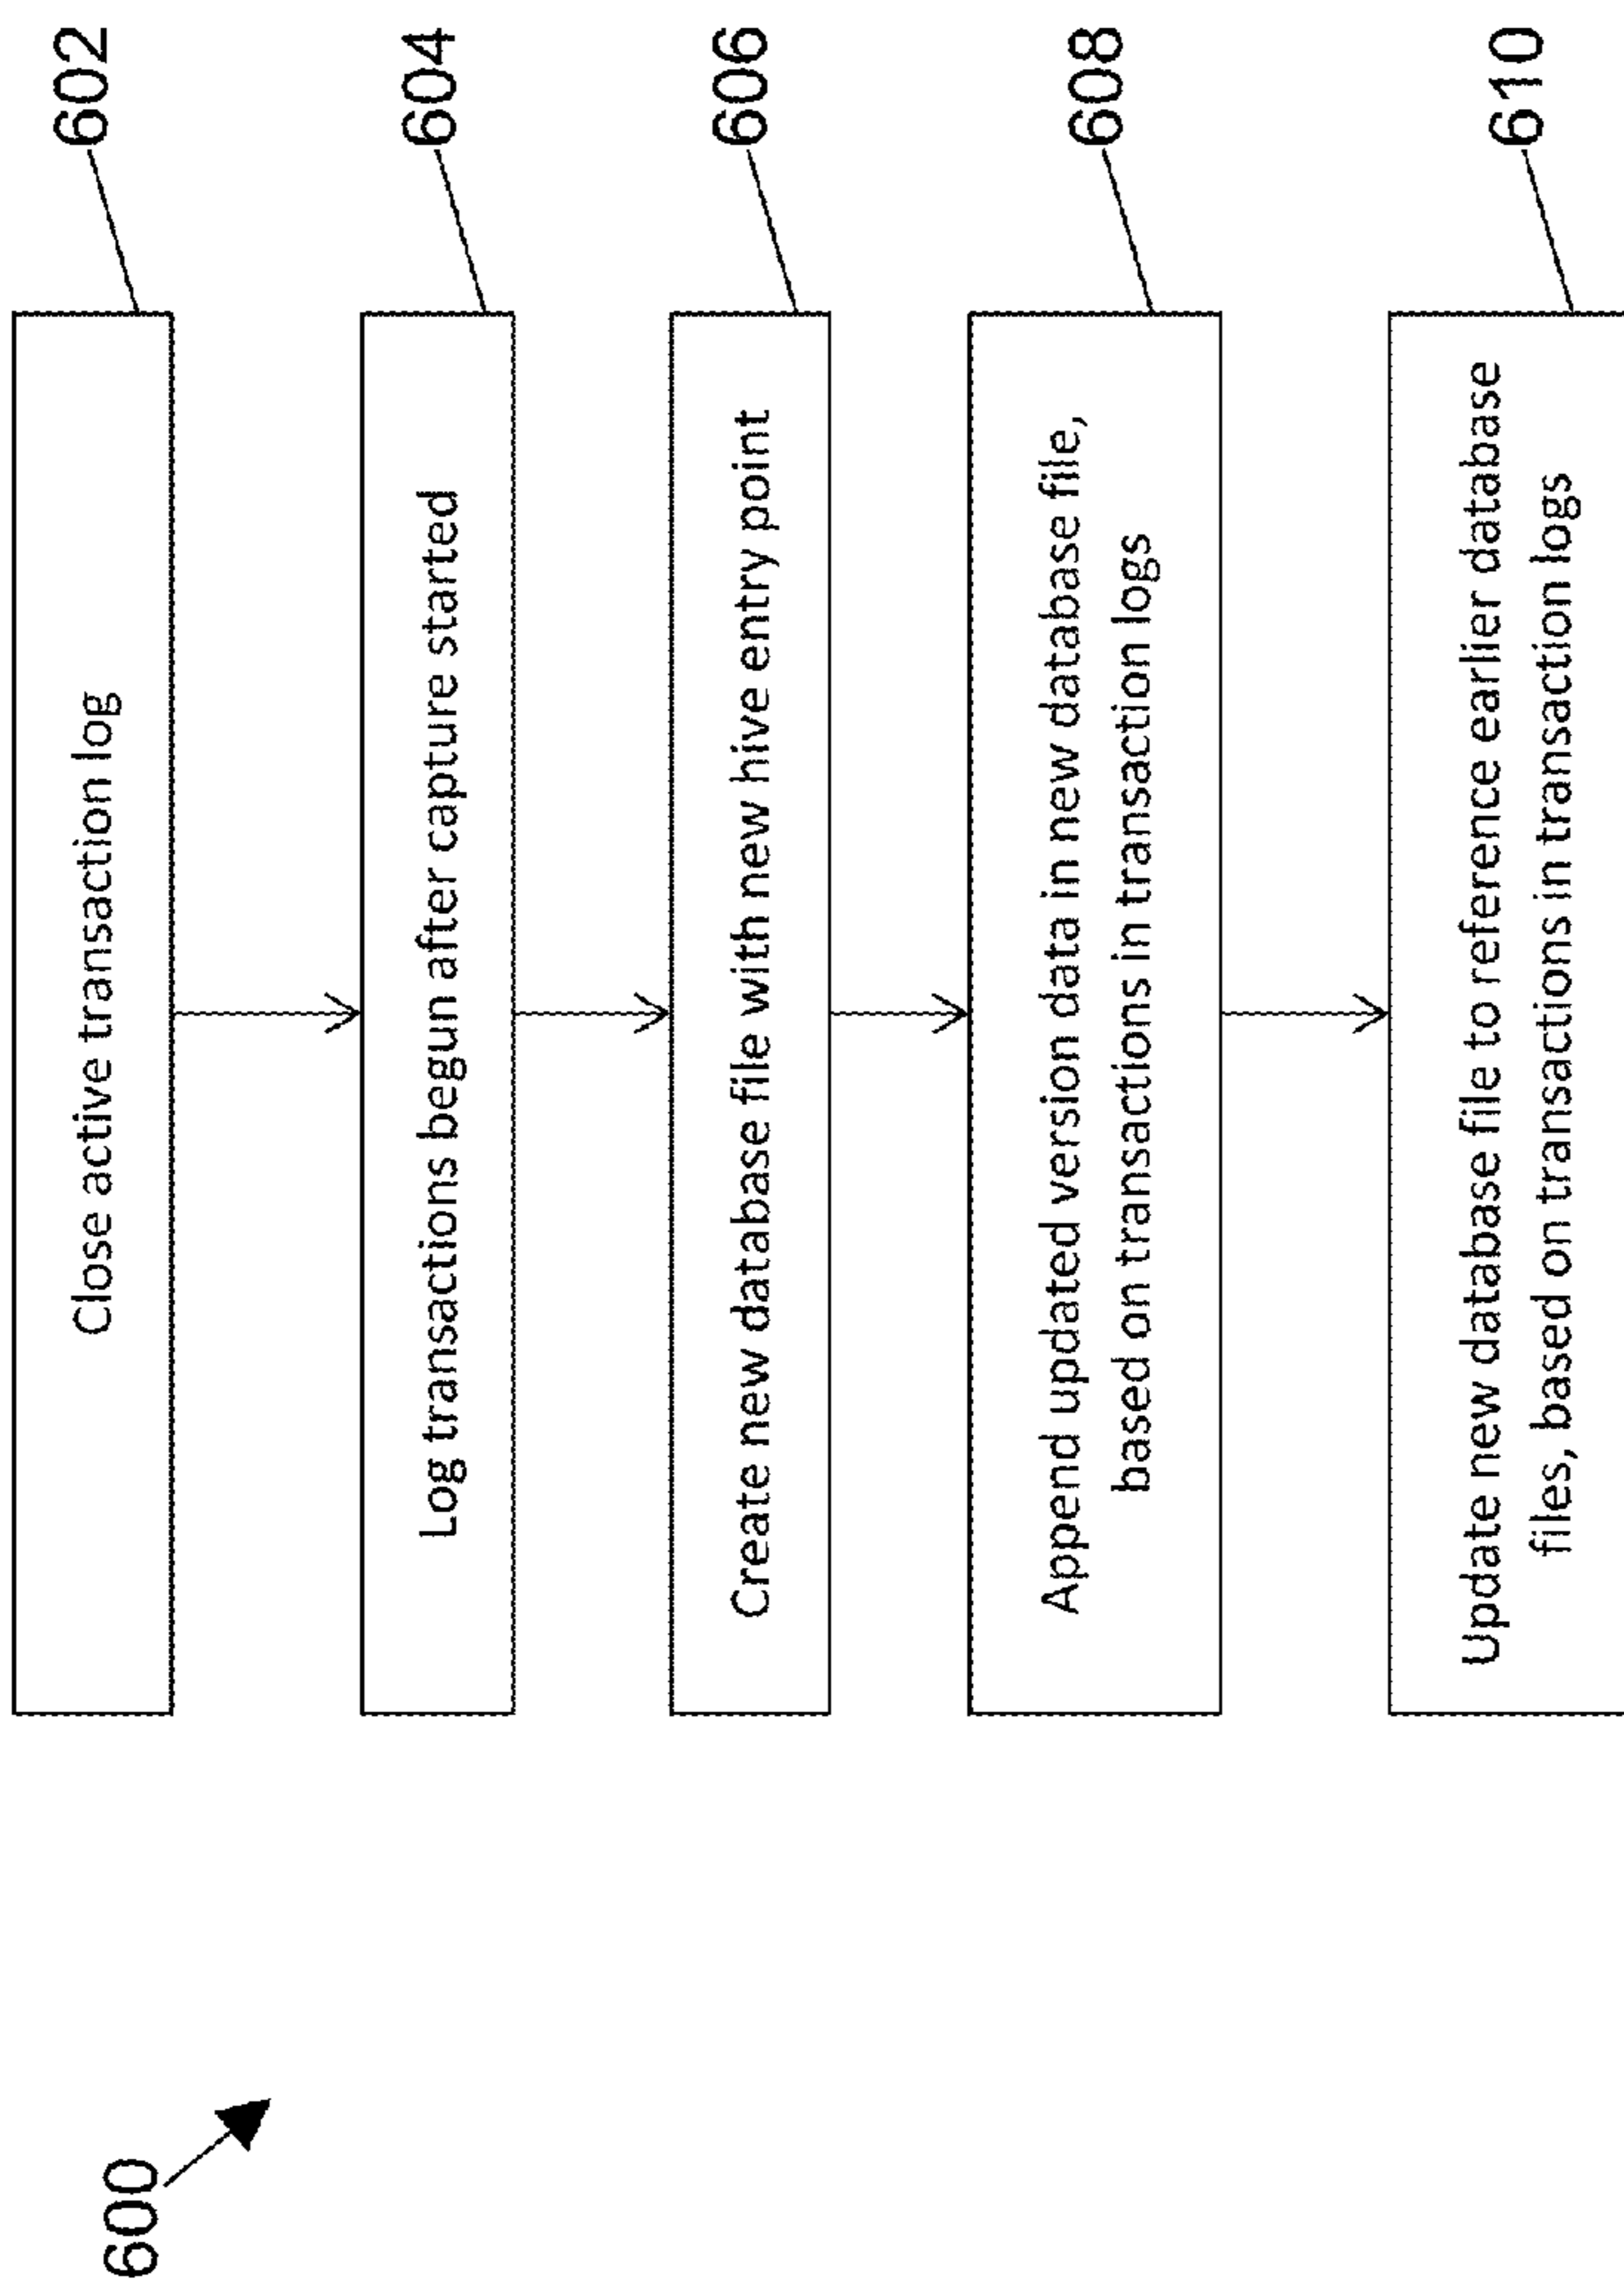 600
Close active transaction log
602
Log transactions begun after capture started
604
Create new database file with new hive entry point
606
Append updated version data in new database file,
based on transactions in transaction logs
608
Update new database file to reference earlier database
files, based on transactions in transaction logs
610